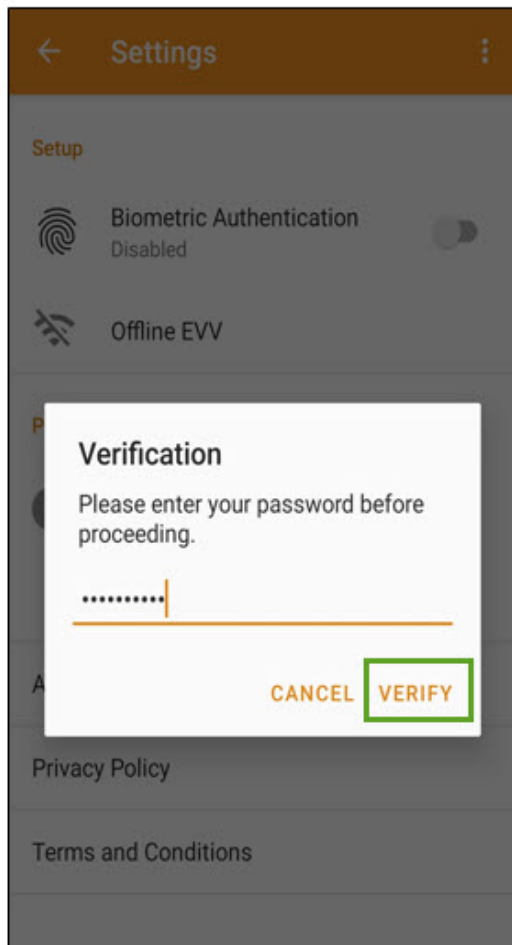 Settings
Setup
Biometric Authentication
Disabled
Offline EVV
P
Verification
Please enter your password before
proceeding.
••••••••••
CANCEL VERIFY
A
Privacy Policy
Terms and Conditions